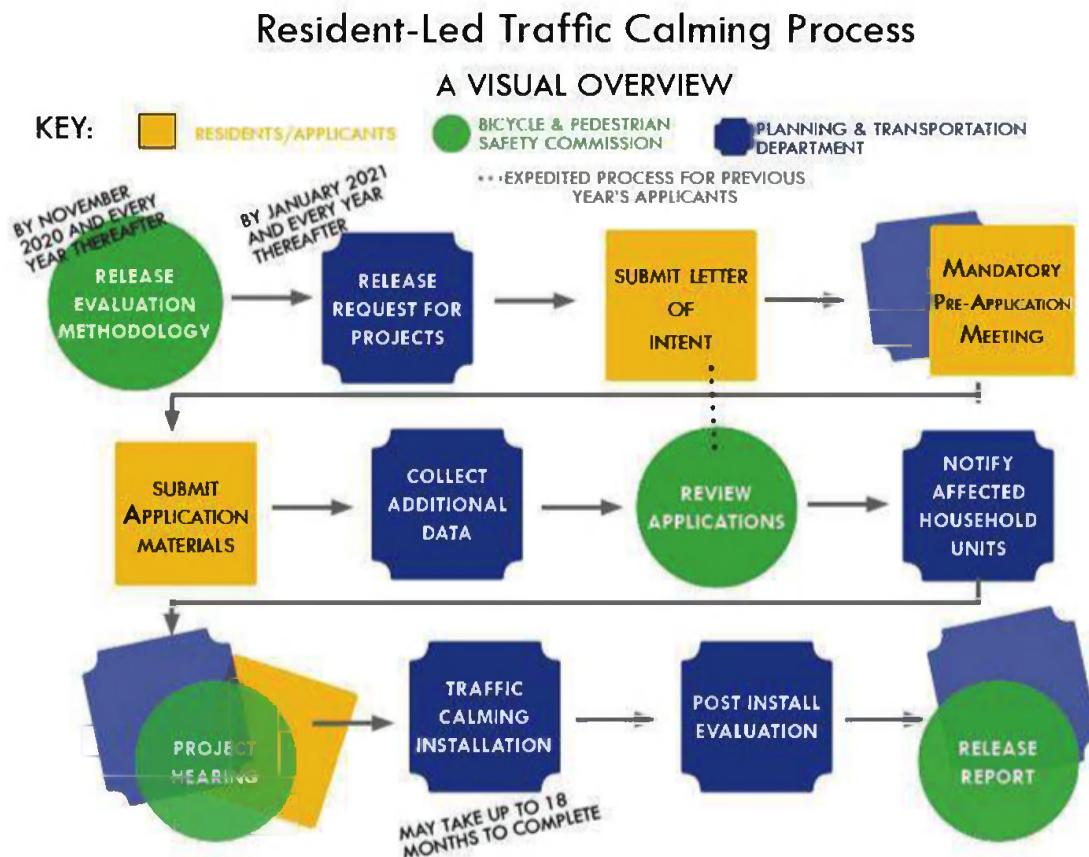 Resident-Led Traffic Calming Process
A VISUAL OVERVIEW
KEY:
RESIDENTS/APPLICANTS
BICYCLE & PEDESTRIAN
SAFETY COMMISSION
PLANNING & TRANSPORTATION
DEPARTMENT
···EXPEDITED PROCESS FOR PREVIOUS
YEAR'S APPLICANTS
BY NOVEMBER
2020 AND EVERY
YEAR THEREAFTER
RELEASE
EVALUATION
METHODOLOGY
BY JANUARY 2021
AND EVERY YEAR
THEREAFTER
RELEASE
REQUEST FOR
PROJECTS
SUBMIT LETTER
OF
INTENT
MANDATORY
PRE-APPLICATION
MEETING
SUBMIT
APPLICATION
MATERIALS
COLLECT
ADDITIONAL
DATA
REVIEW
APPLICATIONS
NOTIFY
AFFECTED
HOUSEHOLD
UNITS
PROJECT
HEARING
TRAFFIC
CALMING
INSTALLATION
MAY TAKE UP TO 18
MONTHS TO COMPLETE
POST INSTALL
EVALUATION
RELEASE
REPORT